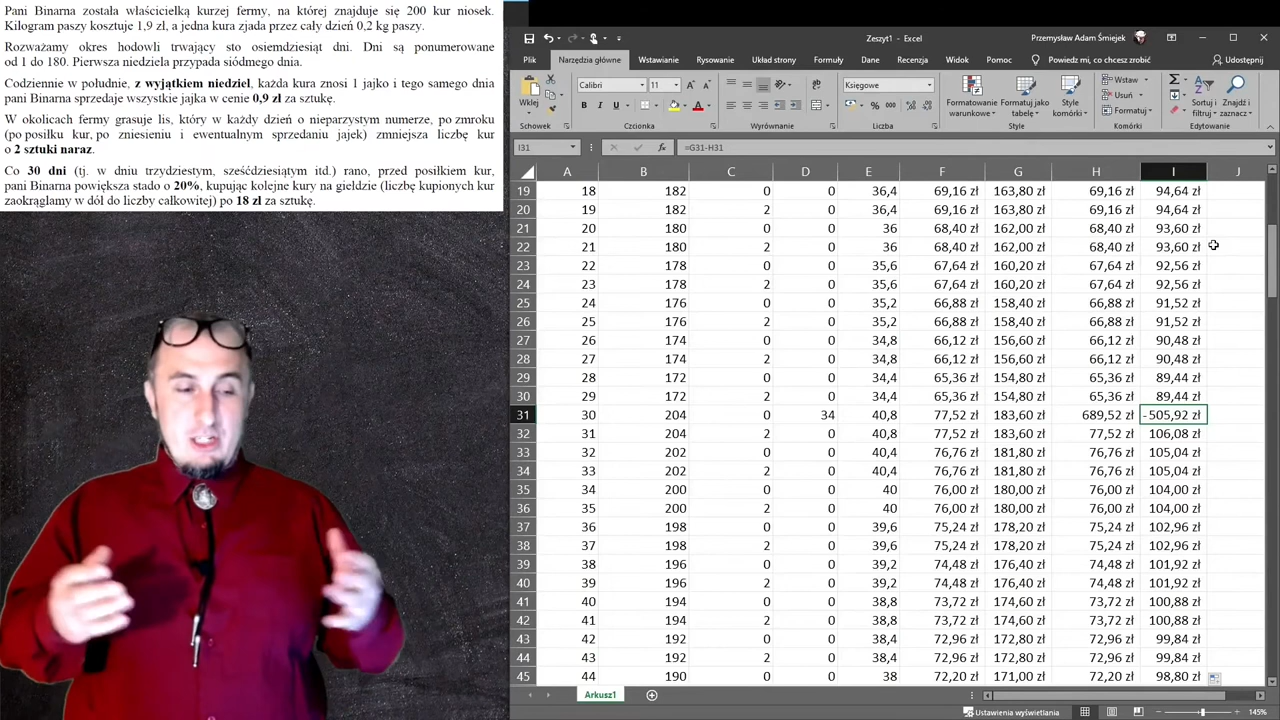 Pani Binarna została właścicielką kurzej fermy, na której znajduje się 200 kur niosek.
Kilogram paszy kosztuje 1,9 zł, a jedna kura zjada przez cały dzień 0,2 kg paszy.
Rozważamy okres hodowli trwający sto osiemdziesiąt dni. Dni są ponumerowane
od 1 do 180. Pierwsza niedziela przypada siódmego dnia.
Codziennie w południe, z wyjątkiem niedziel, każda kura znosi 1 jajko i tego samego dnia
pani Binarna sprzedaje wszystkie jajka w cenie 0,9 zł za sztukę.
W okolicach fermy grasuje lis, który w każdy dzień o nieparzystym numerze, po zmroku
(po posiłku kur, po zniesieniu i ewentualnym sprzedaniu jajek) zmniejsza liczbę kur
o 2 sztuki naraz.
Co 30 dni (tj. w dniu trzydziestym, sześćdziesiątym itd.) rano, przed posiłkiem kur,
pani Binarna powiększa stado o 20%, kupując kolejne kury na giełdzie (liczbę kupionych kur
zaokrąglamy w dół do liczby całkowitej) po 18 zł za sztukę.
Zeszyt1 - Excel
Przemysław Adam Śmiejek
Plik Narzędzia główne Wstawianie Rysowanie Układ strony Formuły Dane Recenzja Widok Pomoc Powiedz mi, co chcesz zrobić Udostępnij
Wklej
Calibri 11
Księgowe
Formatowanie warunkowe
Formatuj jako tabelę
Style komórki
Wstaw
Usuń
Formatuj
Sortuj i filtruj
Znajdź i zaznacz
Schowek Czcionka Wyrównanie Liczba Style Komórki Edytowanie
I31 fx =G31-H31
A B C D E F G H I J
19 18 182 0 0 36,4 69,16 zł 163,80 zł 69,16 zł 94,64 zł
20 19 182 2 0 36,4 69,16 zł 163,80 zł 69,16 zł 94,64 zł
21 20 180 0 0 36 68,40 zł 162,00 zł 68,40 zł 93,60 zł
22 21 180 2 0 36 68,40 zł 162,00 zł 68,40 zł 93,60 zł
23 22 178 0 0 35,6 67,64 zł 160,20 zł 67,64 zł 92,56 zł
24 23 178 2 0 35,6 67,64 zł 160,20 zł 67,64 zł 92,56 zł
25 24 176 0 0 35,2 66,88 zł 158,40 zł 66,88 zł 91,52 zł
26 25 176 2 0 35,2 66,88 zł 158,40 zł 66,88 zł 91,52 zł
27 26 174 0 0 34,8 66,12 zł 156,60 zł 66,12 zł 90,48 zł
28 27 174 2 0 34,8 66,12 zł 156,60 zł 66,12 zł 90,48 zł
29 28 172 0 0 34,4 65,36 zł 154,80 zł 65,36 zł 89,44 zł
30 29 172 2 0 34,4 65,36 zł 154,80 zł 65,36 zł 89,44 zł
31 30 204 0 34 40,8 77,52 zł 183,60 zł 689,52 zł -505,92 zł
32 31 204 2 0 40,8 77,52 zł 183,60 zł 77,52 zł 106,08 zł
33 32 202 0 0 40,4 76,76 zł 181,80 zł 76,76 zł 105,04 zł
34 33 202 2 0 40,4 76,76 zł 181,80 zł 76,76 zł 105,04 zł
35 34 200 0 0 40 76,00 zł 180,00 zł 76,00 zł 104,00 zł
36 35 200 2 0 40 76,00 zł 180,00 zł 76,00 zł 104,00 zł
37 36 198 0 0 39,6 75,24 zł 178,20 zł 75,24 zł 102,96 zł
38 37 198 2 0 39,6 75,24 zł 178,20 zł 75,24 zł 102,96 zł
39 38 196 0 0 39,2 74,48 zł 176,40 zł 74,48 zł 101,92 zł
40 39 196 2 0 39,2 74,48 zł 176,40 zł 74,48 zł 101,92 zł
41 40 194 0 0 38,8 73,72 zł 174,60 zł 73,72 zł 100,88 zł
42 41 194 2 0 38,8 73,72 zł 174,60 zł 73,72 zł 100,88 zł
43 42 192 0 0 38,4 72,96 zł 172,80 zł 72,96 zł 99,84 zł
44 43 192 2 0 38,4 72,96 zł 172,80 zł 72,96 zł 99,84 zł
45 44 190 0 0 38 72,20 zł 171,00 zł 72,20 zł 98,80 zł
Arkusz1
Ustawienia wyświetlania 145%